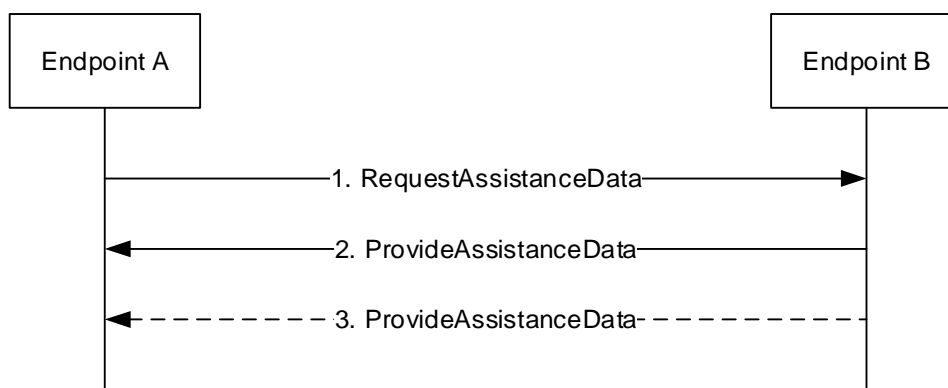 Endpoint A
Endpoint B
1. RequestAssistanceData
2. ProvideAssistanceData
3. ProvideAssistanceData